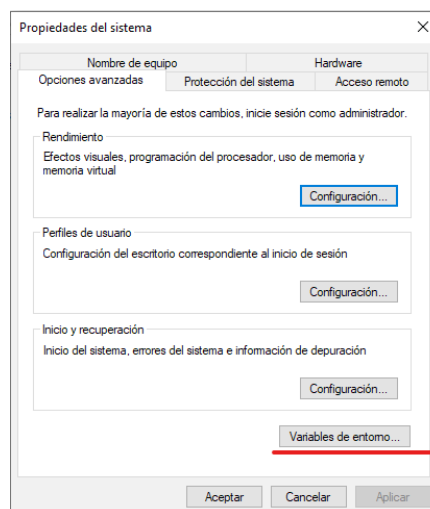 Propiedades del sistema
Nombre de equipo Hardware
Opciones avanzadas Protección del sistema Acceso remoto
Para realizar la mayoría de estos cambios, inicie sesión como administrador.
Rendimiento
Efectos visuales, programación del procesador, uso de memoria y
memoria virtual
Configuración...
Perfiles de usuario
Configuración del escritorio correspondiente al inicio de sesión
Configuración...
Inicio y recuperación
Inicio del sistema, errores del sistema e información de depuración
Configuración...
Variables de entorno...
Aceptar Cancelar Aplicar